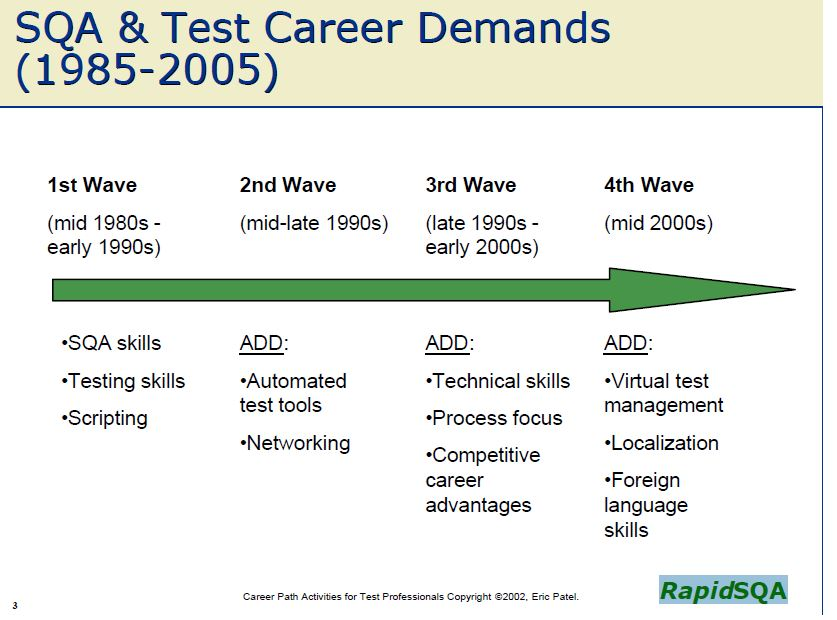 SQA & Test Career Demands
(1985-2005)
1st Wave
(mid 1980s -
early 1990s)
2nd Wave
(mid-late 1990s)
3rd Wave
(late 1990s -
early 2000s)
4th Wave
(mid 2000s)
•SQA skills
•Testing skills
•Scripting
ADD:
•Automated
test tools
•Networking
ADD:
•Technical skills
•Process focus
•Competitive
career
advantages
ADD:
•Virtual test
management
•Localization
•Foreign
language
skills
3
Career Path Activities for Test Professionals Copyright ©2002, Eric Patel.
RapidSQA